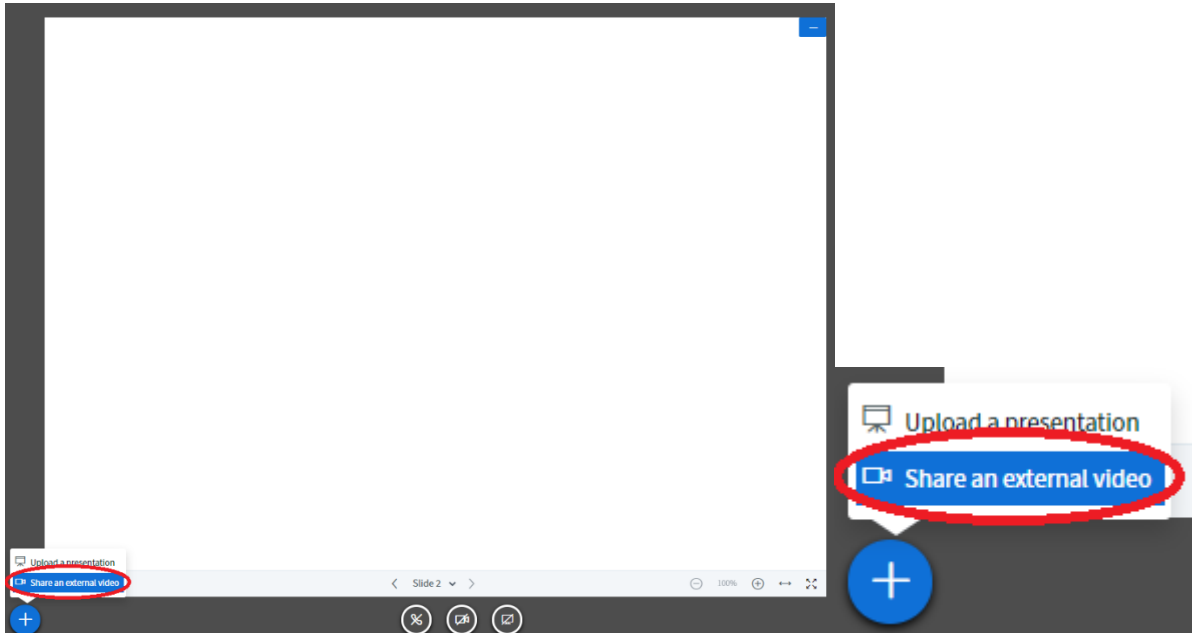 Upload a presentation
Share an external video
Slide 2
100%
Upload a presentation
Share an external video